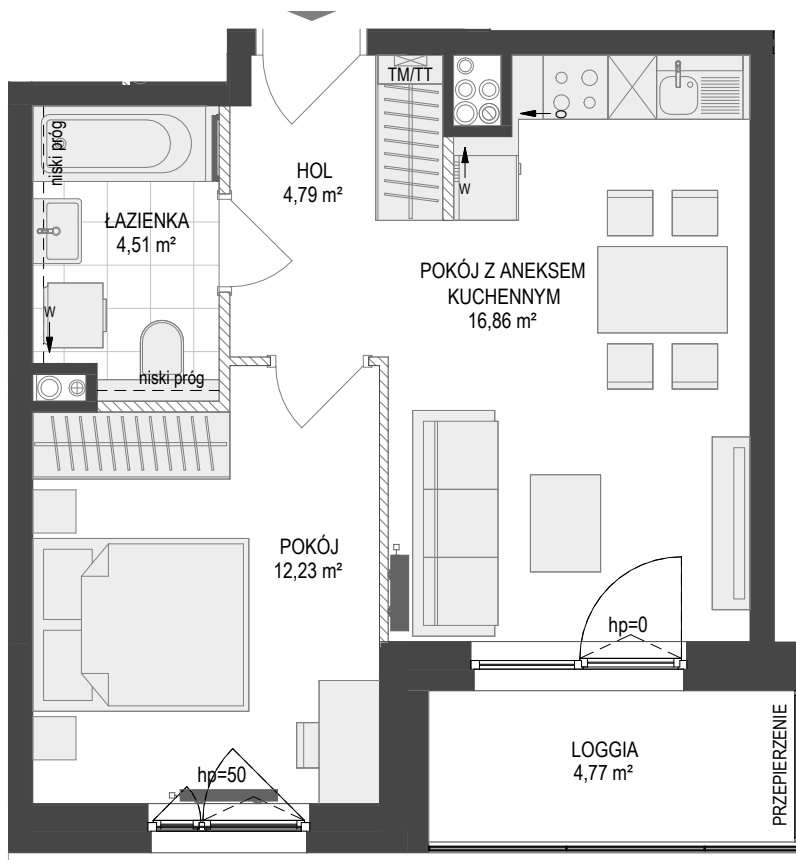 TM/TT
O
niski próg
HOL
4,79 m²
W
ŁAZIENKA
4,51 m²
POKÓJ Z ANEKSEM
KUCHENNYM
16,86 m²
W
niski próg
POKÓJ
12,23 m²
hp=0
hp=50
LOGGIA
4,77 m²
PRZEPIERZENIE